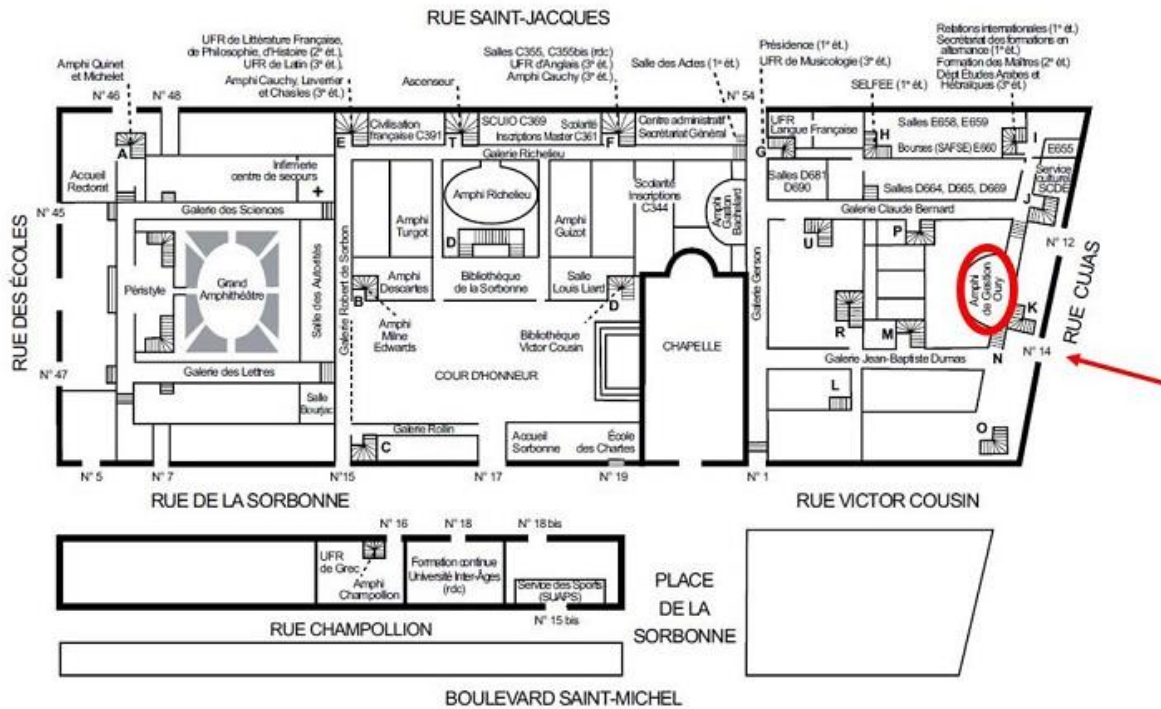 RUE SAINT-JACQUES
UFR de Littérature Française,
de Philosophie, d'Histoire (2e ét.),
UFR de Latin (3e ét.),
Amphi Cauchy, Leverrier
et Chasles (3e ét.)
Amphi Quinet
et Michelet
Ascenseur
Salles C355, C355bis (rdc)
UFR d'Anglais (3e ét.)
Amphi Qauchy (3e ét.)
Salle des Actes (1e ét.)
Présidence (1e ét.)
UFR de Musicologie (3e ét.)
SELFEE (1e ét.)
Relations internationales (1e ét.)
Secrétariat des formations en
alternance (1e ét.)
Formation des Maîtres (2e ét.)
Dépt Études Arabes et
Hébraïques (3e ét.)
N° 46
N° 48
N° 54
A
Accueil
Rectorat
Infirmerie
centre de secours
E
Civilisation
française C391
T
SCUIO C369
Scolarité
Inscriptions Master C361
F
Centre administratif
Secrétariat Général
Galerie Richelieu
G
UFR
Langue Française
H
Salles E658, E659
Bourses (SAFSE) E660
I
E655
Service
culturel
SCDE
Salles D681
D690
Salles D664, D665, D669
J
RUE DES ÉCOLES
N° 45
N° 47
Galerie des Sciences
Péristyle
Grand
Amphithéâtre
Salle des Autorités
Galerie des Lettres
Salle
Bourjac
Galerie Robert de Sorbon
Amphi
Turgot
Amphi Richelieu
D
Amphi
Guizot
Scolarité
Inscriptions
C344
Amphi
Gaston
Bachelard
B
Amphi
Descartes
Bibliothèque
de la Sorbonne
Salle
Louis Liard
D
Amphi
Milne
Edwards
Bibliothèque
Victor Cousin
COUR D'HONNEUR
CHAPELLE
Galerie Gerson
Galerie Claude Bernard
U
P
R
M
Amphi
de Gastion
Oury
K
N
N° 12
N° 14
RUE CUJAS
Galerie Jean-Baptiste Dumas
L
O
Galerie Rollin
C
Accueil
Sorbonne
École
des Chartes
N° 5
N° 7
N°15
N° 17
N° 19
N° 1
RUE DE LA SORBONNE
RUE VICTOR COUSIN
N° 16
N° 18
N° 18 bis
UFR
de Grec
Amphi
Champollion
Formation continue
Université Inter-Âges
(rdc)
Service des Sports
(SUAPS)
N° 15 bis
RUE CHAMPOLLION
PLACE
DE LA
SORBONNE
BOULEVARD SAINT-MICHEL